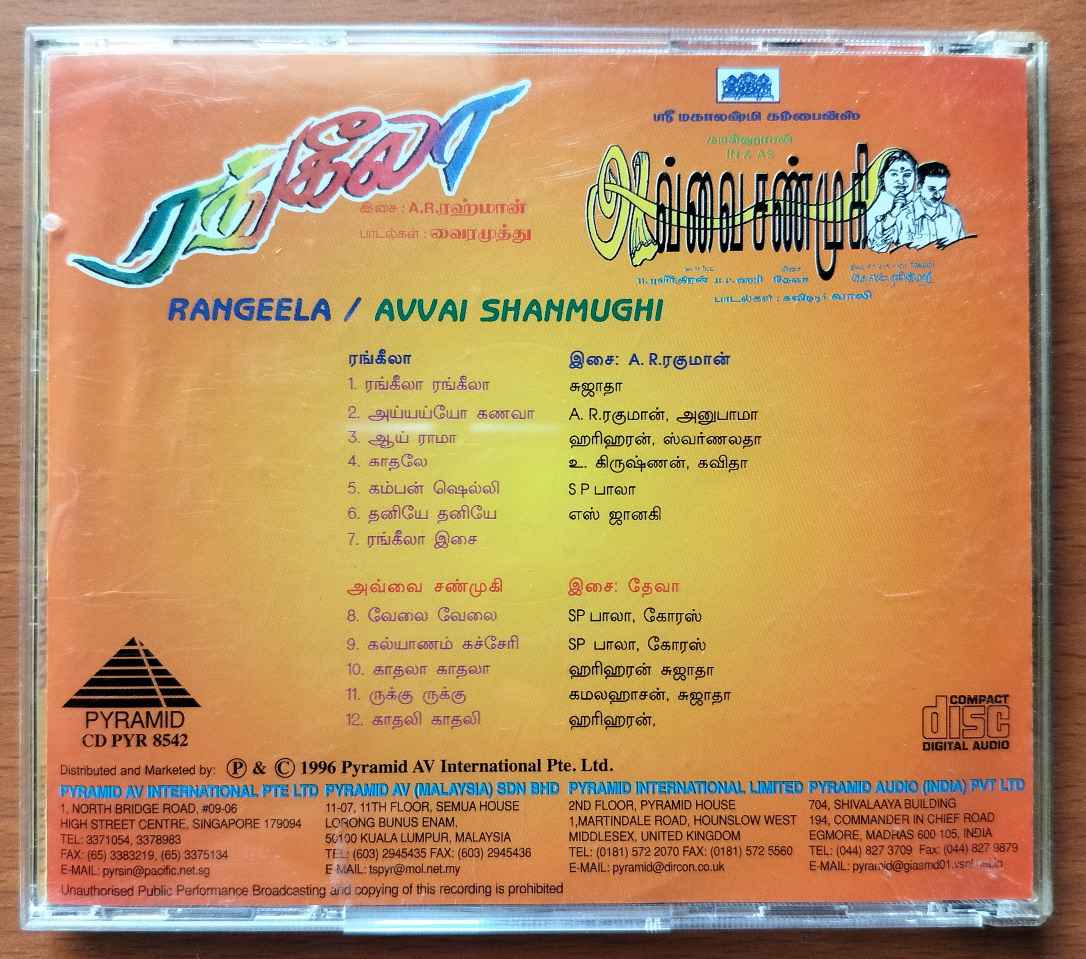 ரங்கீலா
இசை : A.R.ரஹ்மான்
பாடல்கள் : வைரமுத்து
ஸ்ரீ மகாலஷ்மி கம்பைன்ஸ்
IN & AS
அவ்வை சண்முகி
பாடல்கள் : கவிஞர் வாலி
RANGEELA / AVVAI SHANMUGHI
ரங்கீலா இசை: A. R.ரகுமான்
1. ரங்கீலா ரங்கீலா சுஜாதா
2. அய்யய்யோ கனவா A. R.ரகுமான், அனுபாமா
3. ஆய் ராமா ஹரிஹரன், ஸ்வர்ணலதா
4. காதலே உ. கிருஷ்ணன், கவிதா
5. கம்பன் ஷெல்லி S P பாலா
6. தனியே தனியே எஸ் ஜானகி
7. ரங்கீலா இசை
அவ்வை சண்முகி இசை: தேவா
8. வேலை வேலை SP பாலா, கோரஸ்
9. கல்யாணம் கச்சேரி SP பாலா, கோரஸ்
10. காதலா காதலா ஹரிஹரன் சுஜாதா
11. ருக்கு ருக்கு கமலஹாசன், சுஜாதா
12. காதலி காதலி ஹரிஹரன்,
PYRAMID
CD PYR 8542
COMPACT
disc
DIGITAL AUDIO
Distributed and Marketed by: Ⓟ & © 1996 Pyramid AV International Pte. Ltd.
PYRAMID AV INTERNATIONAL PTE LTD
1, NORTH BRIDGE ROAD, #09-06
HIGH STREET CENTRE, SINGAPORE 179094
TEL: 3371054, 3378983
FAX: (65) 3383219, (65) 3375134
E-MAIL: pyrsin@pacific.net.sg
PYRAMID AV (MALAYSIA) SDN BHD
11-07, 11TH FLOOR, SEMUA HOUSE
LORONG BUNUS ENAM,
50100 KUALA LUMPUR, MALAYSIA
TEL: (603) 2945435 FAX: (603) 2945436
E-MAIL: tspyr@mol.net.my
PYRAMID INTERNATIONAL LIMITED
2ND FLOOR, PYRAMID HOUSE
1,MARTINDALE ROAD, HOUNSLOW WEST
MIDDLESEX, UNITED KINGDOM
TEL: (0181) 572 2070 FAX: (0181) 572 5560
E-MAIL: pyramid@dircon.co.uk
PYRAMID AUDIO (INDIA) PVT LTD
704, SHIVALAAYA BUILDING
194, COMMANDER IN CHIEF ROAD
EGMORE, MADRAS 600 105, INDIA
TEL: (044) 827 3709 Fax: (044) 827 9879
E-MAIL: pyramid@giasmd01.vsnl.net.in
Unauthorised Public Performance Broadcasting and copying of this recording is prohibited